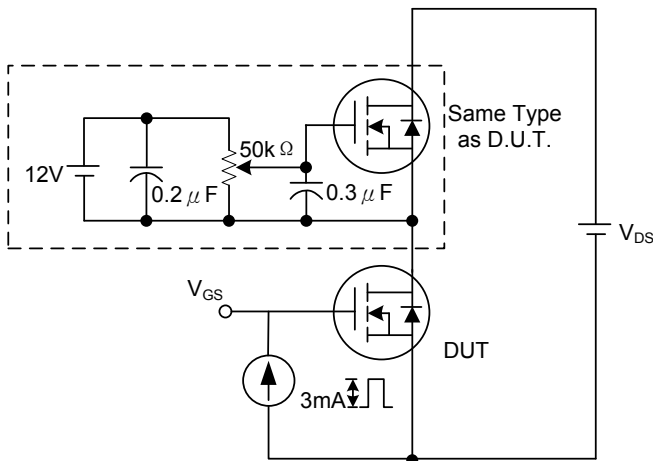 Same Type
as D.U.T.
50k Ω
12V
0.2 μ F
0.3 μ F
V_DS
V_GS
DUT
3mA